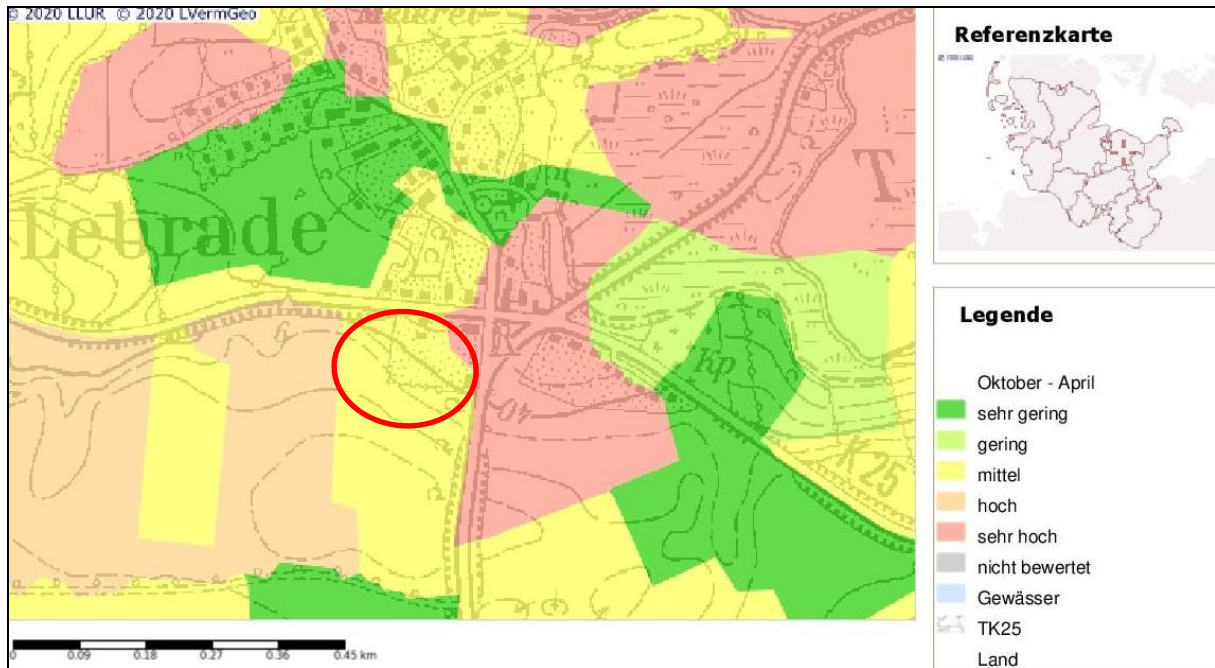 © 2020 LLUR © 2020 LVermGeo
Meierei
Lebrade
T
R
Kp
40
K25
0 0.09 0.18 0.27 0.36 0.45 km
Referenzkarte
Legende
Oktober - April
sehr gering
gering
mittel
hoch
sehr hoch
nicht bewertet
Gewässer
TK25
Land